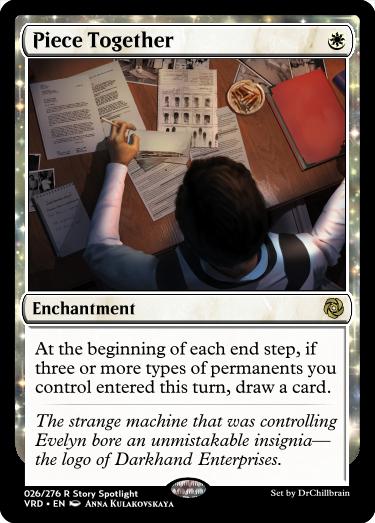 Piece Together
Enchantment
At the beginning of each end step, if
three or more types of permanents you
control entered this turn, draw a card.
The strange machine that was controlling
Evelyn bore an unmistakable insignia—
the logo of Darkhand Enterprises.
026/276 R Story Spotlight
Set by DrChillbrain
VRD • EN Anna Kulakovskaya